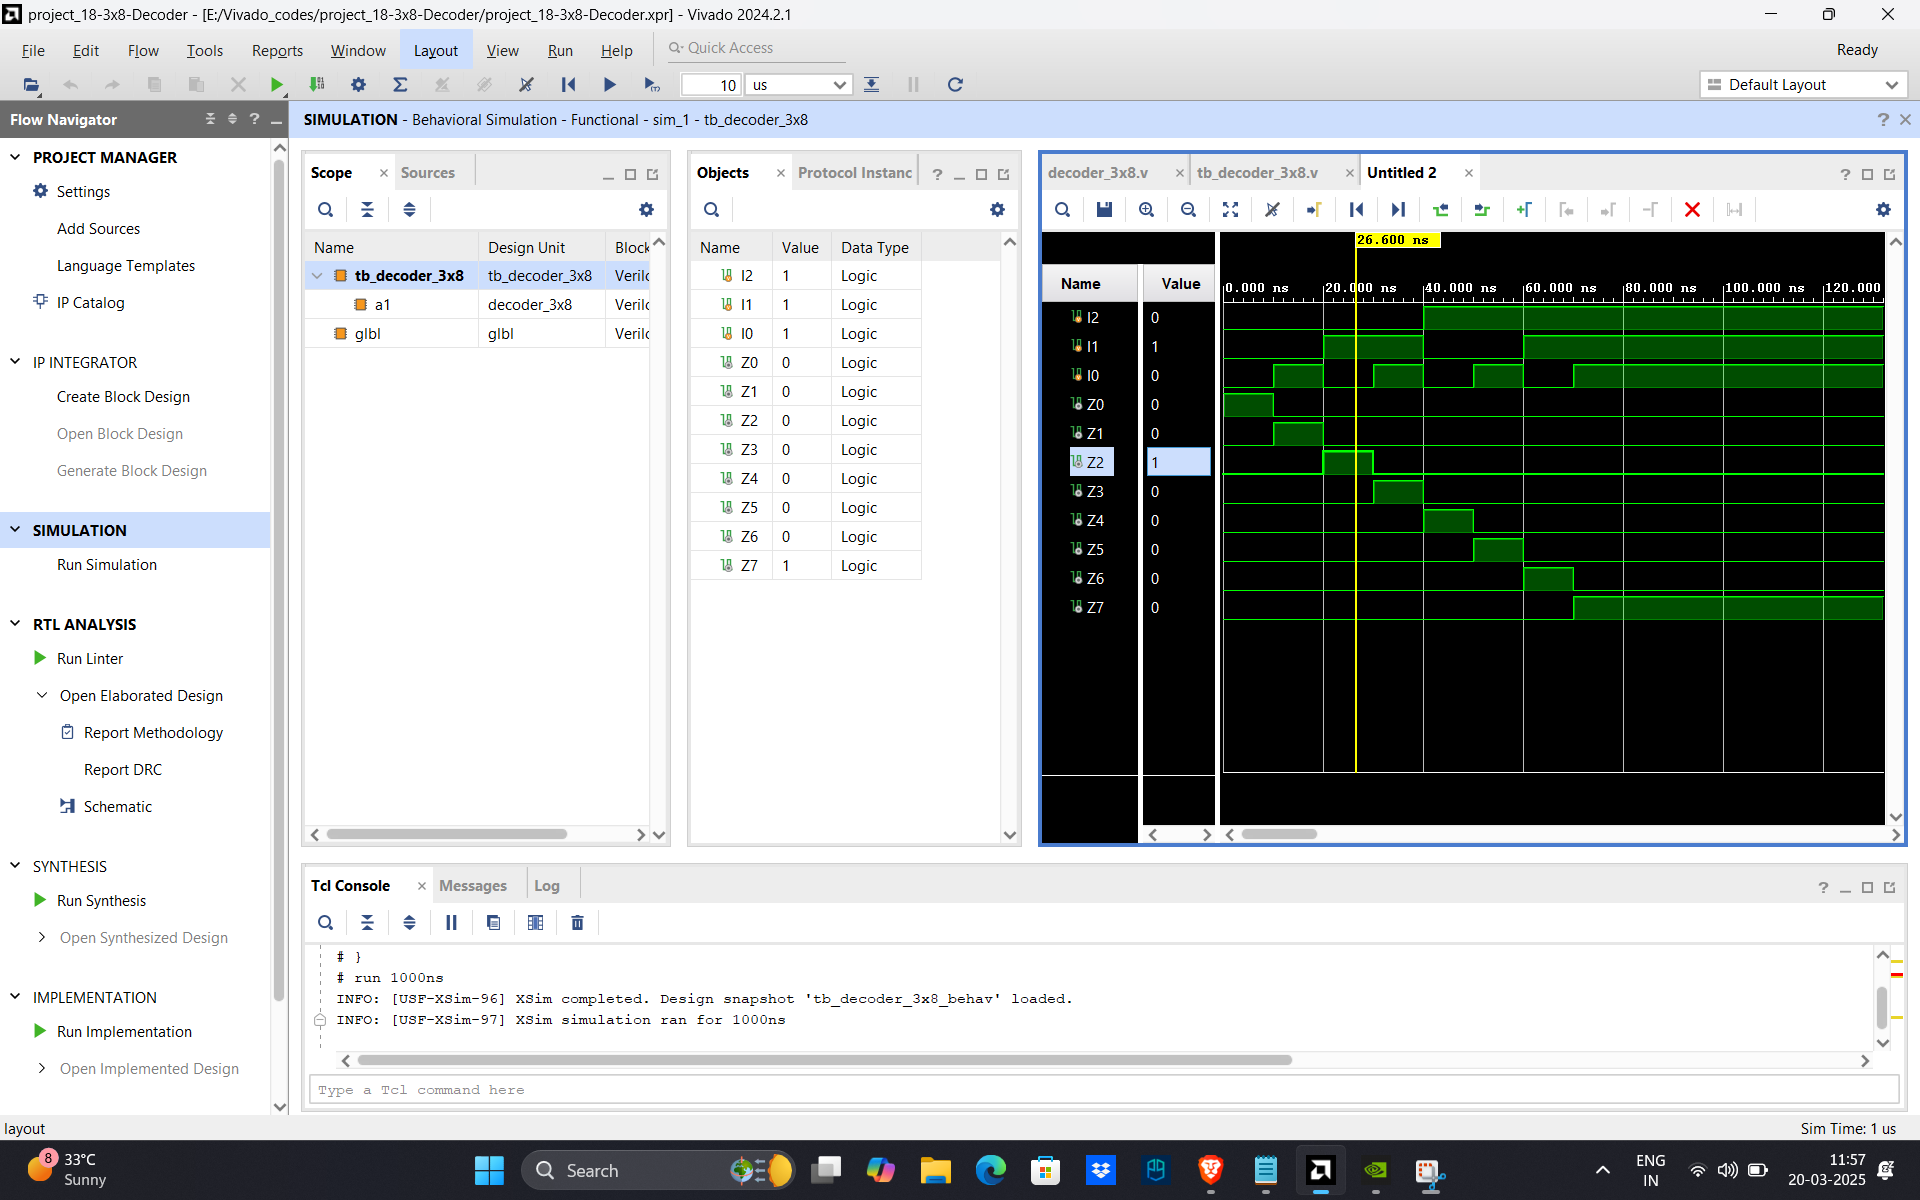 project_18-3x8-Decoder - [E:/Vivado_codes/project_18-3x8-Decoder/project_18-3x8-Decoder.xpr] - Vivado 2024.2.1
File Edit Flow Tools Reports Window Layout View Run Help Quick Access Ready
10 us Default Layout
Flow Navigator
PROJECT MANAGER
Settings
Add Sources
Language Templates
IP Catalog
IP INTEGRATOR
Create Block Design
Open Block Design
Generate Block Design
SIMULATION
Run Simulation
RTL ANALYSIS
Run Linter
Open Elaborated Design
Report Methodology
Report DRC
Schematic
SYNTHESIS
Run Synthesis
Open Synthesized Design
IMPLEMENTATION
Run Implementation
Open Implemented Design
SIMULATION - Behavioral Simulation - Functional - sim_1 - tb_decoder_3x8
Scope Sources
Name Design Unit Block
tb_decoder_3x8 tb_decoder_3x8 Verilo
a1 decoder_3x8 Verilo
glbl glbl Verilo
Objects Protocol Instanc
Name Value Data Type
I2 1 Logic
I1 1 Logic
I0 1 Logic
Z0 0 Logic
Z1 0 Logic
Z2 0 Logic
Z3 0 Logic
Z4 0 Logic
Z5 0 Logic
Z6 0 Logic
Z7 1 Logic
decoder_3x8.v tb_decoder_3x8.v Untitled 2
26.600 ns
Name Value 0.000 ns 20.000 ns 40.000 ns 60.000 ns 80.000 ns 100.000 ns 120.000
I2 0
I1 1
I0 0
Z0 0
Z1 0
Z2 1
Z3 0
Z4 0
Z5 0
Z6 0
Z7 0
Tcl Console Messages Log
# }
# run 1000ns
INFO: [USF-XSim-96] XSim completed. Design snapshot 'tb_decoder_3x8_behav' loaded.
INFO: [USF-XSim-97] XSim simulation ran for 1000ns
Type a Tcl command here
layout Sim Time: 1 us
8
33°C
Sunny
Search
ENG
IN
11:57
20-03-2025